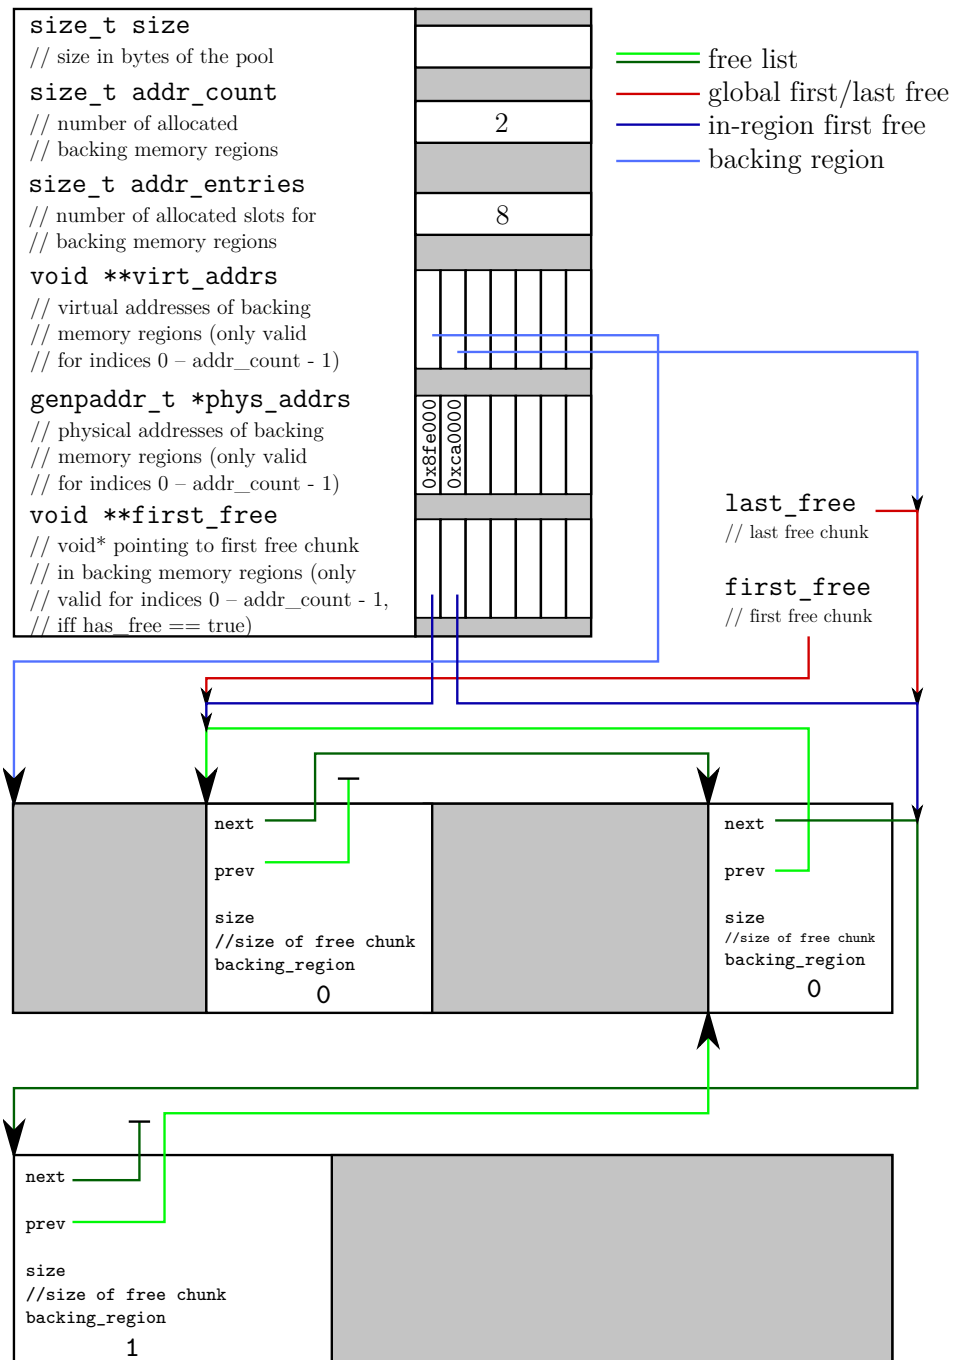 size_t size
// size in bytes of the pool
size_t addr_count
// number of allocated
// backing memory regions
2
size_t addr_entries
// number of allocated slots for
// backing memory regions
8
void **virt_addrs
// virtual addresses of backing
// memory regions (only valid
// for indices 0 – addr_count - 1)
genpaddr_t *phys_addrs
// physical addresses of backing
// memory regions (only valid
// for indices 0 – addr_count - 1)
0x8fe000
0xca0000
void **first_free
// void* pointing to first free chunk
// in backing memory regions (only
// valid for indices 0 – addr_count - 1,
// iff has_free == true)
free list
global first/last free
in-region first free
backing region
last_free
// last free chunk
first_free
// first free chunk
next
prev
size
//size of free chunk
backing_region
0
next
prev
size
//size of free chunk
backing_region
0
next
prev
size
//size of free chunk
backing_region
1